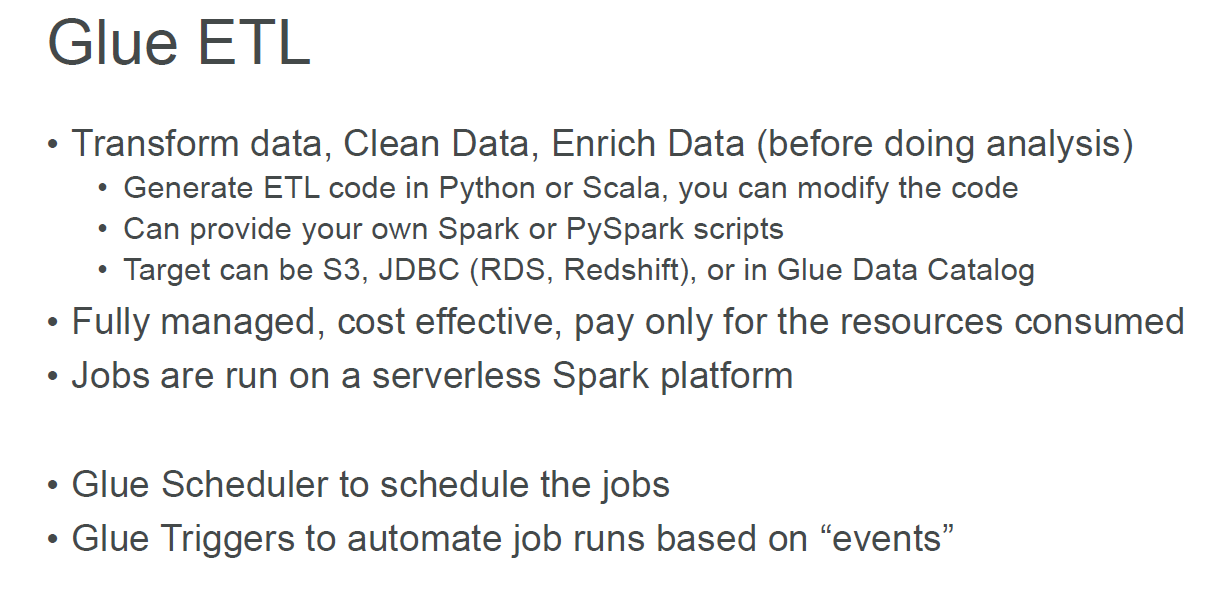 Glue ETL
• Transform data, Clean Data, Enrich Data (before doing analysis)
• Generate ETL code in Python or Scala, you can modify the code
• Can provide your own Spark or PySpark scripts
• Target can be S3, JDBC (RDS, Redshift), or in Glue Data Catalog
• Fully managed, cost effective, pay only for the resources consumed
• Jobs are run on a serverless Spark platform
• Glue Scheduler to schedule the jobs
• Glue Triggers to automate job runs based on “events”